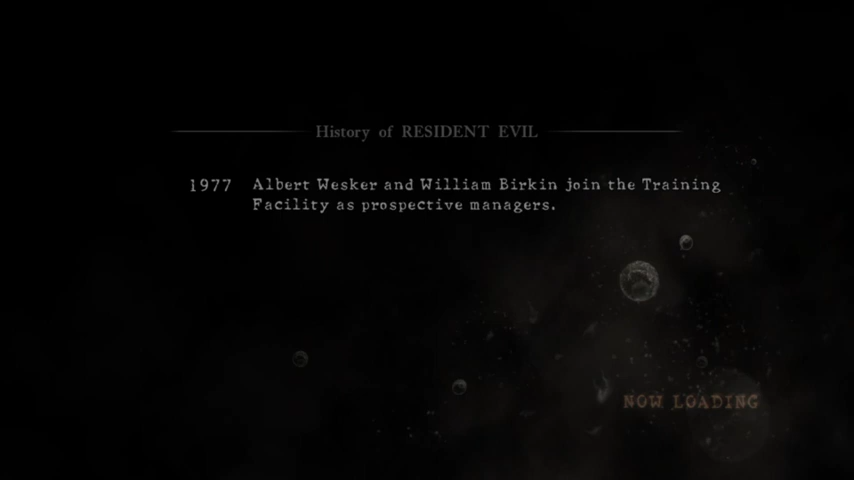 History of RESIDENT EVIL
1977 Albert Wesker and William Birkin join the Training
Facility as prospective managers.
NOW LOADING